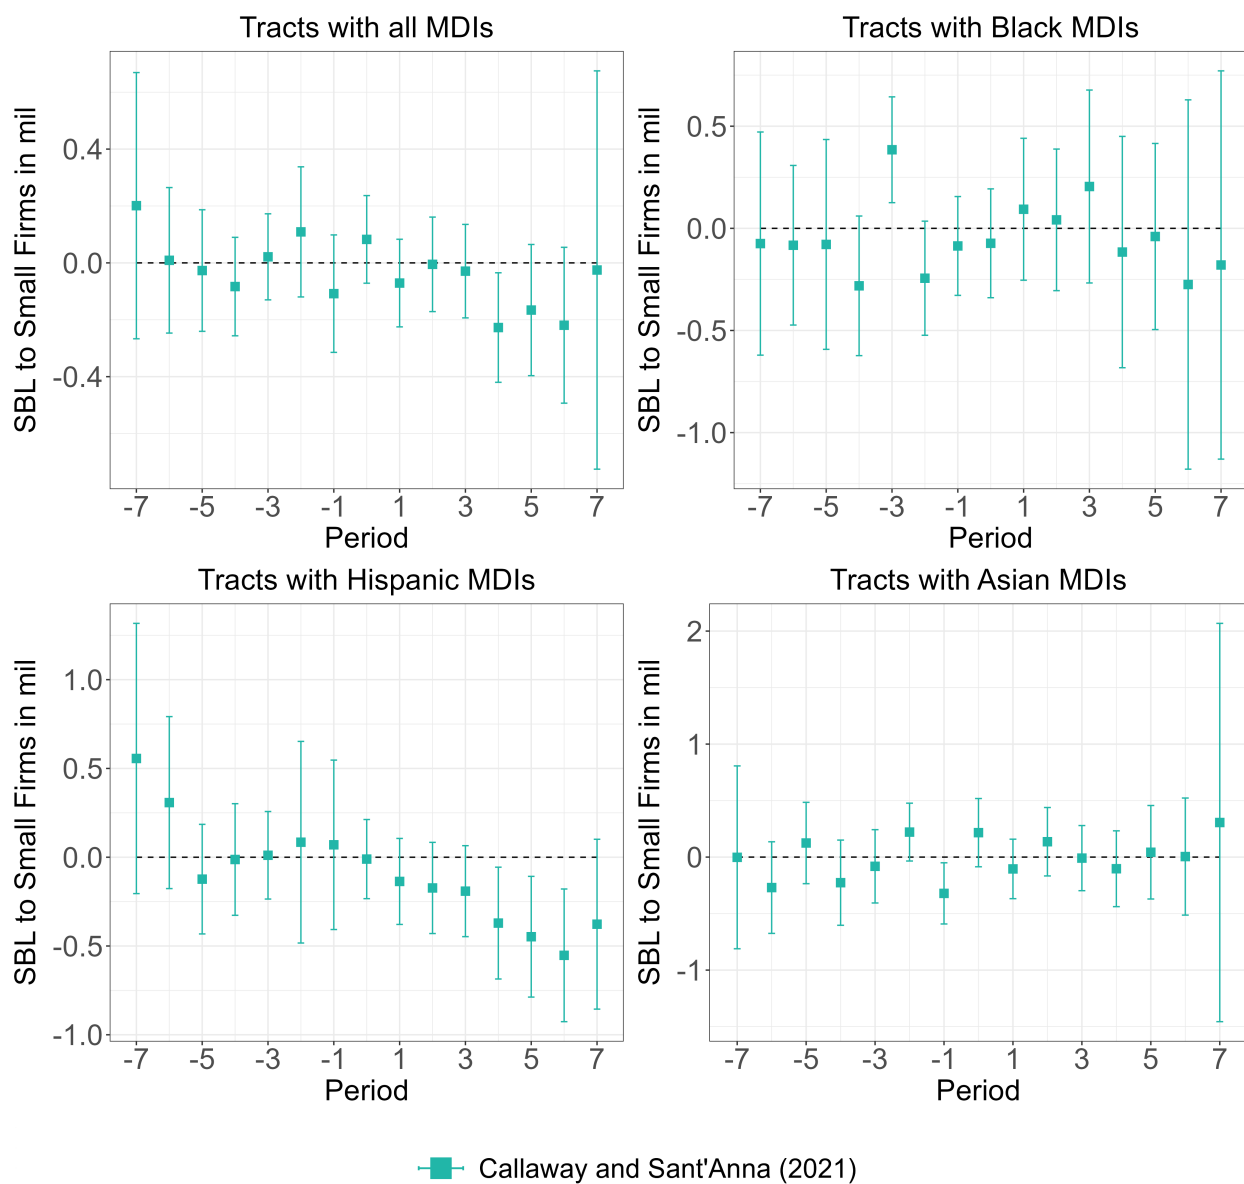 Tracts with all MDIs
SBL to Small Firms in mil
0.4
0.0
-0.4
-7 -5 -3 -1 1 3 5 7
Period
Tracts with Black MDIs
SBL to Small Firms in mil
0.5
0.0
-0.5
-1.0
-7 -5 -3 -1 1 3 5 7
Period
Tracts with Hispanic MDIs
SBL to Small Firms in mil
1.0
0.5
0.0
-0.5
-1.0
-7 -5 -3 -1 1 3 5 7
Period
Tracts with Asian MDIs
SBL to Small Firms in mil
2
1
0
-1
-7 -5 -3 -1 1 3 5 7
Period
Callaway and Sant'Anna (2021)